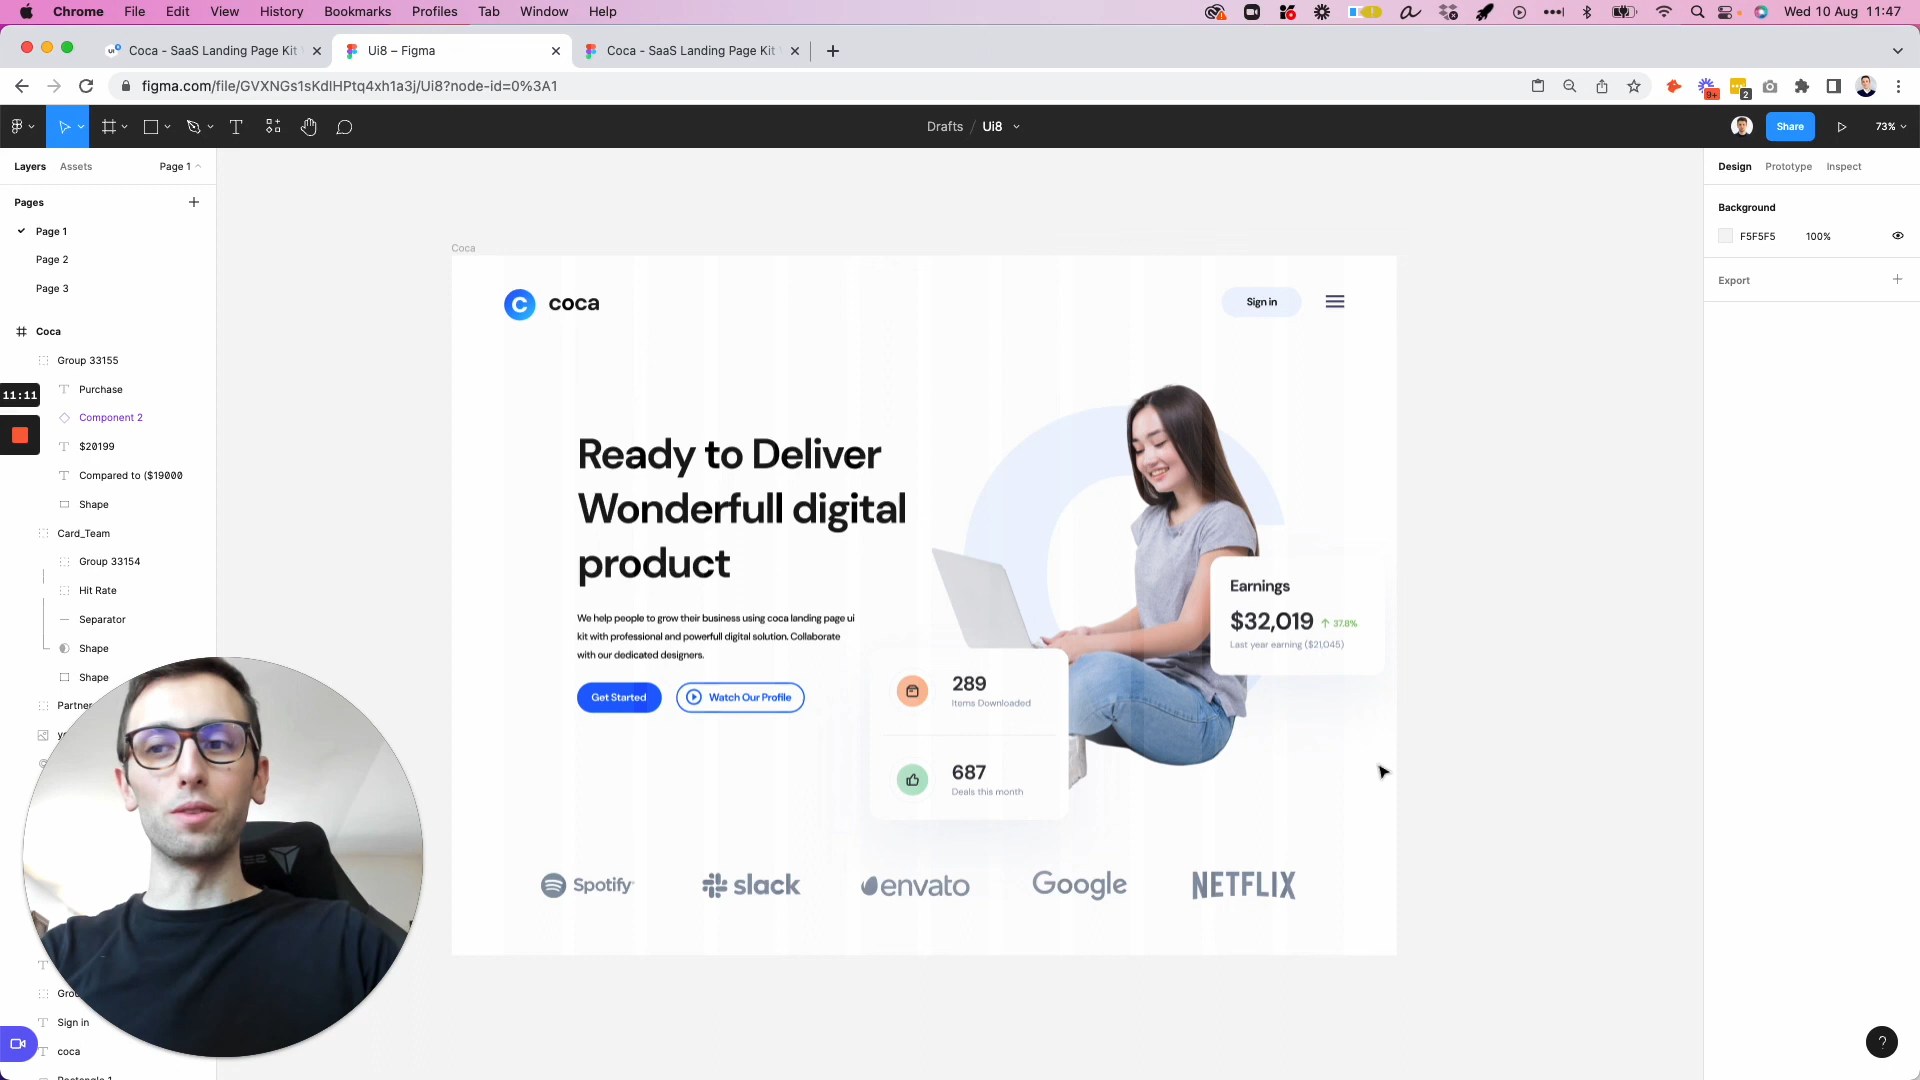 Chrome File Edit View History Bookmarks Profiles Tab Window Help
Wed 10 Aug 11:47
Coca - SaaS Landing Page Kit
Ui8 – Figma
Coca - SaaS Landing Page Kit
figma.com/file/GVXNGs1sKdlHPtq4xh1a3j/Ui8?node-id=0%3A1
9+
2
Drafts / Ui8
Share
73%
Layers Assets Page 1
Design Prototype Inspect
Pages
Page 1
Page 2
Page 3
Background
F5F5F5 100%
Export
Coca
Group 33155
Purchase
Component 2
$20199
Compared to ($19000
Shape
Card_Team
Group 33154
Hit Rate
Separator
Shape
Shape
Partner
Sign in
coca
11:11
Coca
C coca
Sign in
Ready to Deliver
Wonderfull digital
product
We help people to grow their business using coca landing page ui
kit with professional and powerfull digital solution. Collaborate
with our dedicated designers.
Get Started
Watch Our Profile
Earnings
$32,019 37.8%
Last year earning ($21,045)
289
Items Downloaded
687
Deals this month
Spotify
slack
envato
Google
NETFLIX
?